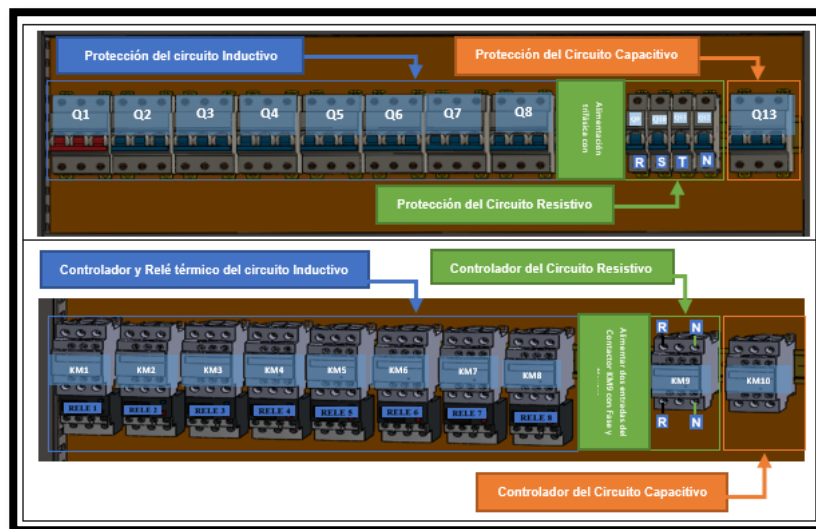 Protección del circuito Inductivo
Protección del Circuito Capacitivo
Q1
Q2
Q3
Q4
Q5
Q6
Q7
Q8
Alimentación
trifásica con
Q13
R
S
T
N
Protección del Circuito Resistivo
Controlador y Relé térmico del circuito Inductivo
Controlador del Circuito Resistivo
KM1
KM2
KM3
KM4
KM5
KM6
KM7
KM8
RELE 1
RELE 2
RELE 3
RELE 4
RELE 5
RELE 6
RELE 7
RELE 8
Alimentar dos entradas del
Contactor KM9 con Fase y
R
N
KM9
R
N
KM10
Controlador del Circuito Capacitivo